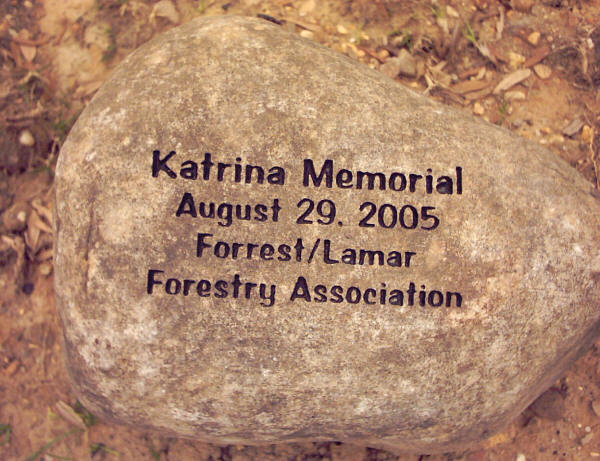 Katrina Memorial
August 29, 2005
Forrest/Lamar
Forestry Association